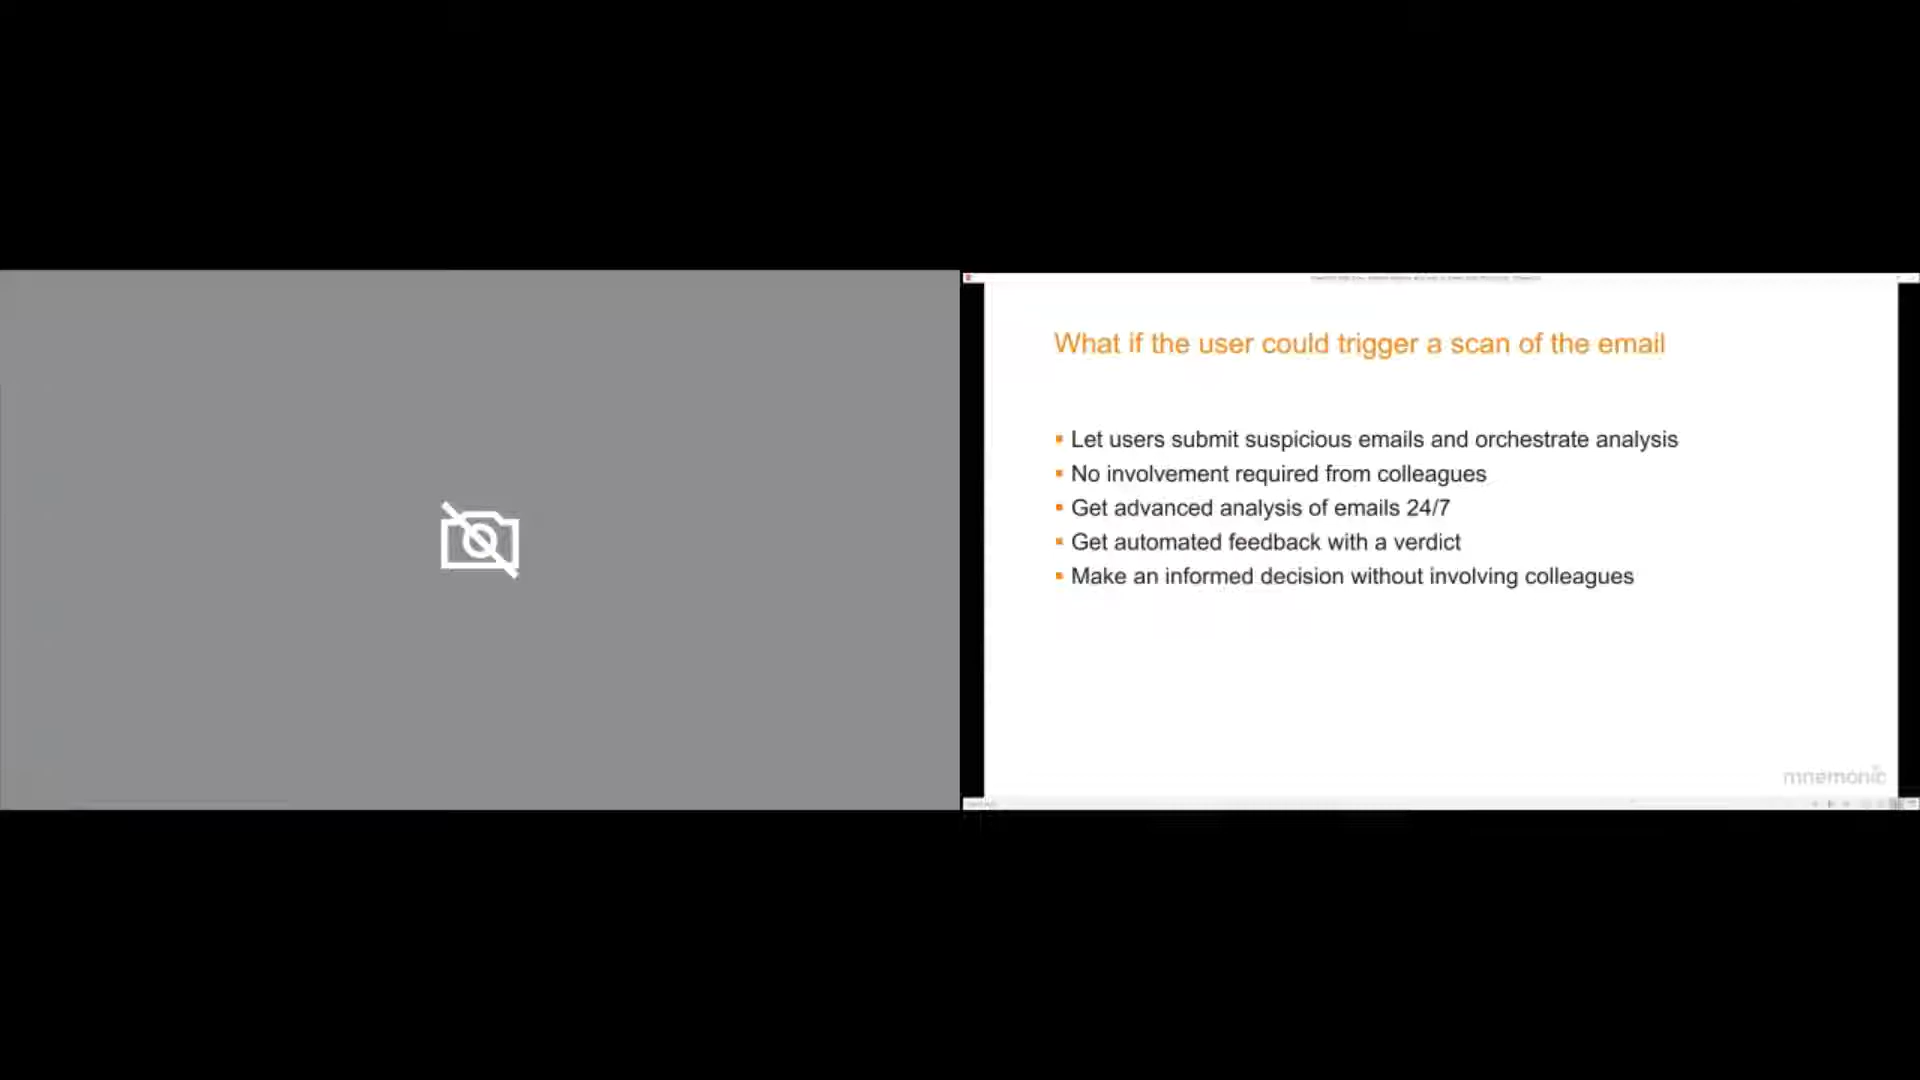 What if the user could trigger a scan of the email
Let users submit suspicious emails and orchestrate analysis
No involvement required from colleagues
Get advanced analysis of emails 24/7
Get automated feedback with a verdict
Make an informed decision without involving colleagues
mnemonic